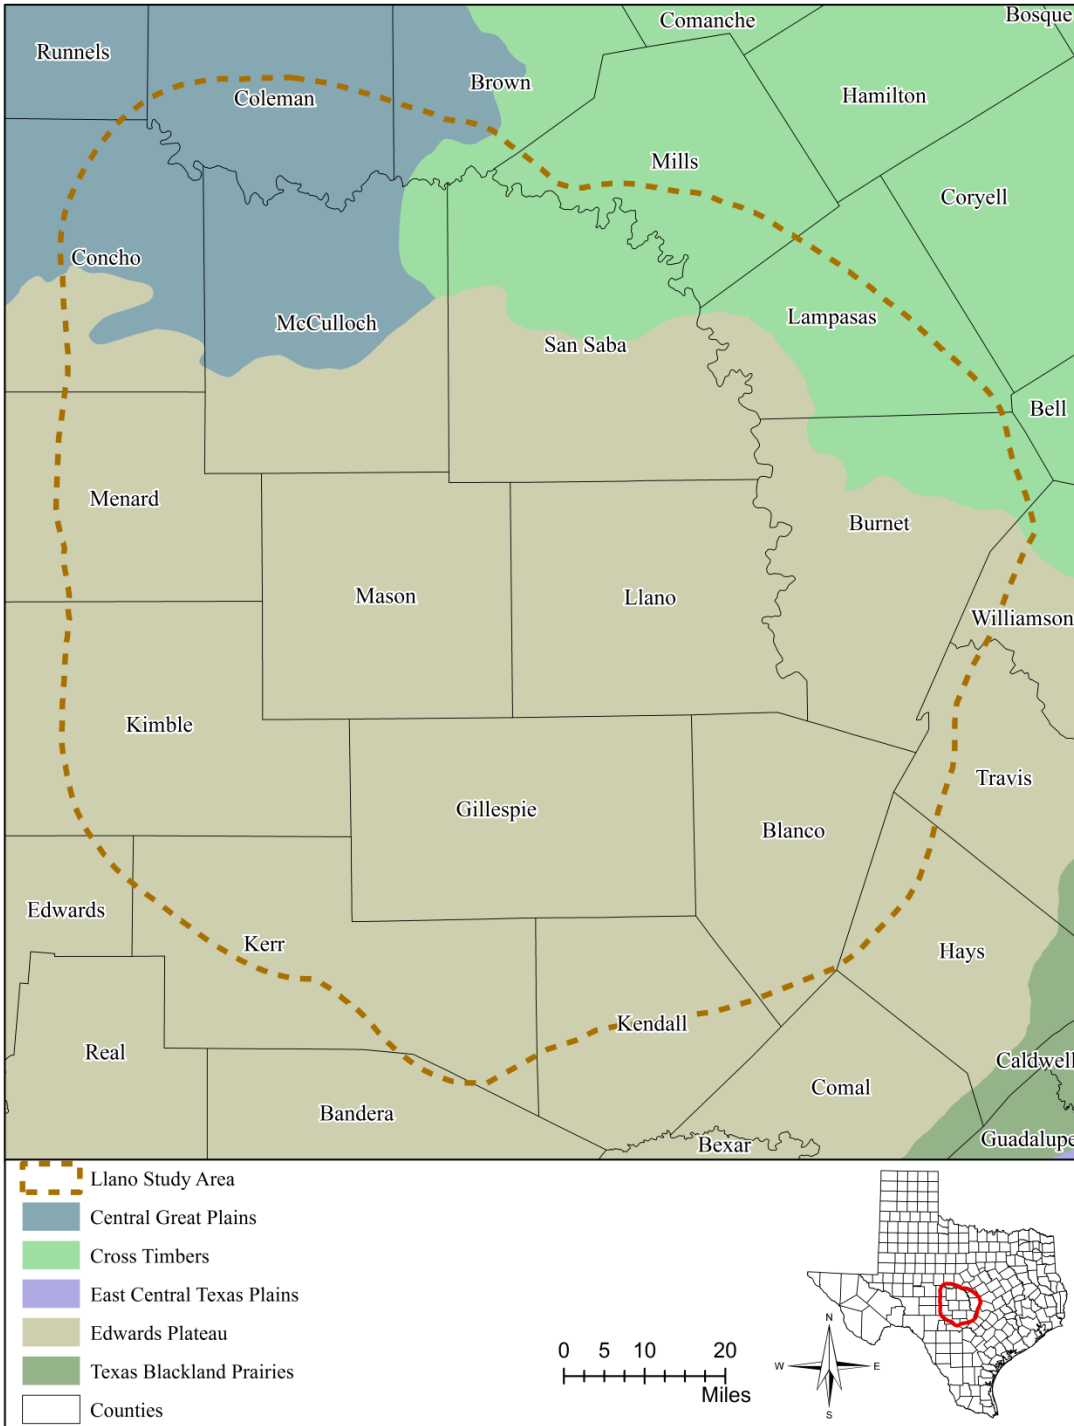 Comanche
Bosque
Runnels
Coleman
Brown
Hamilton
Mills
Coryell
Concho
McCulloch
San Saba
Lampasas
Bell
Menard
Burnet
Mason
Llano
Williamson
Kimble
Travis
Gillespie
Blanco
Edwards
Kerr
Hays
Kendall
Real
Caldwell
Bandera
Comal
Bexar
Guadalupe
Llano Study Area
Central Great Plains
Cross Timbers
East Central Texas Plains
Edwards Plateau
Texas Blackland Prairies
Counties
0 5 10 20
Miles
N
W E
S